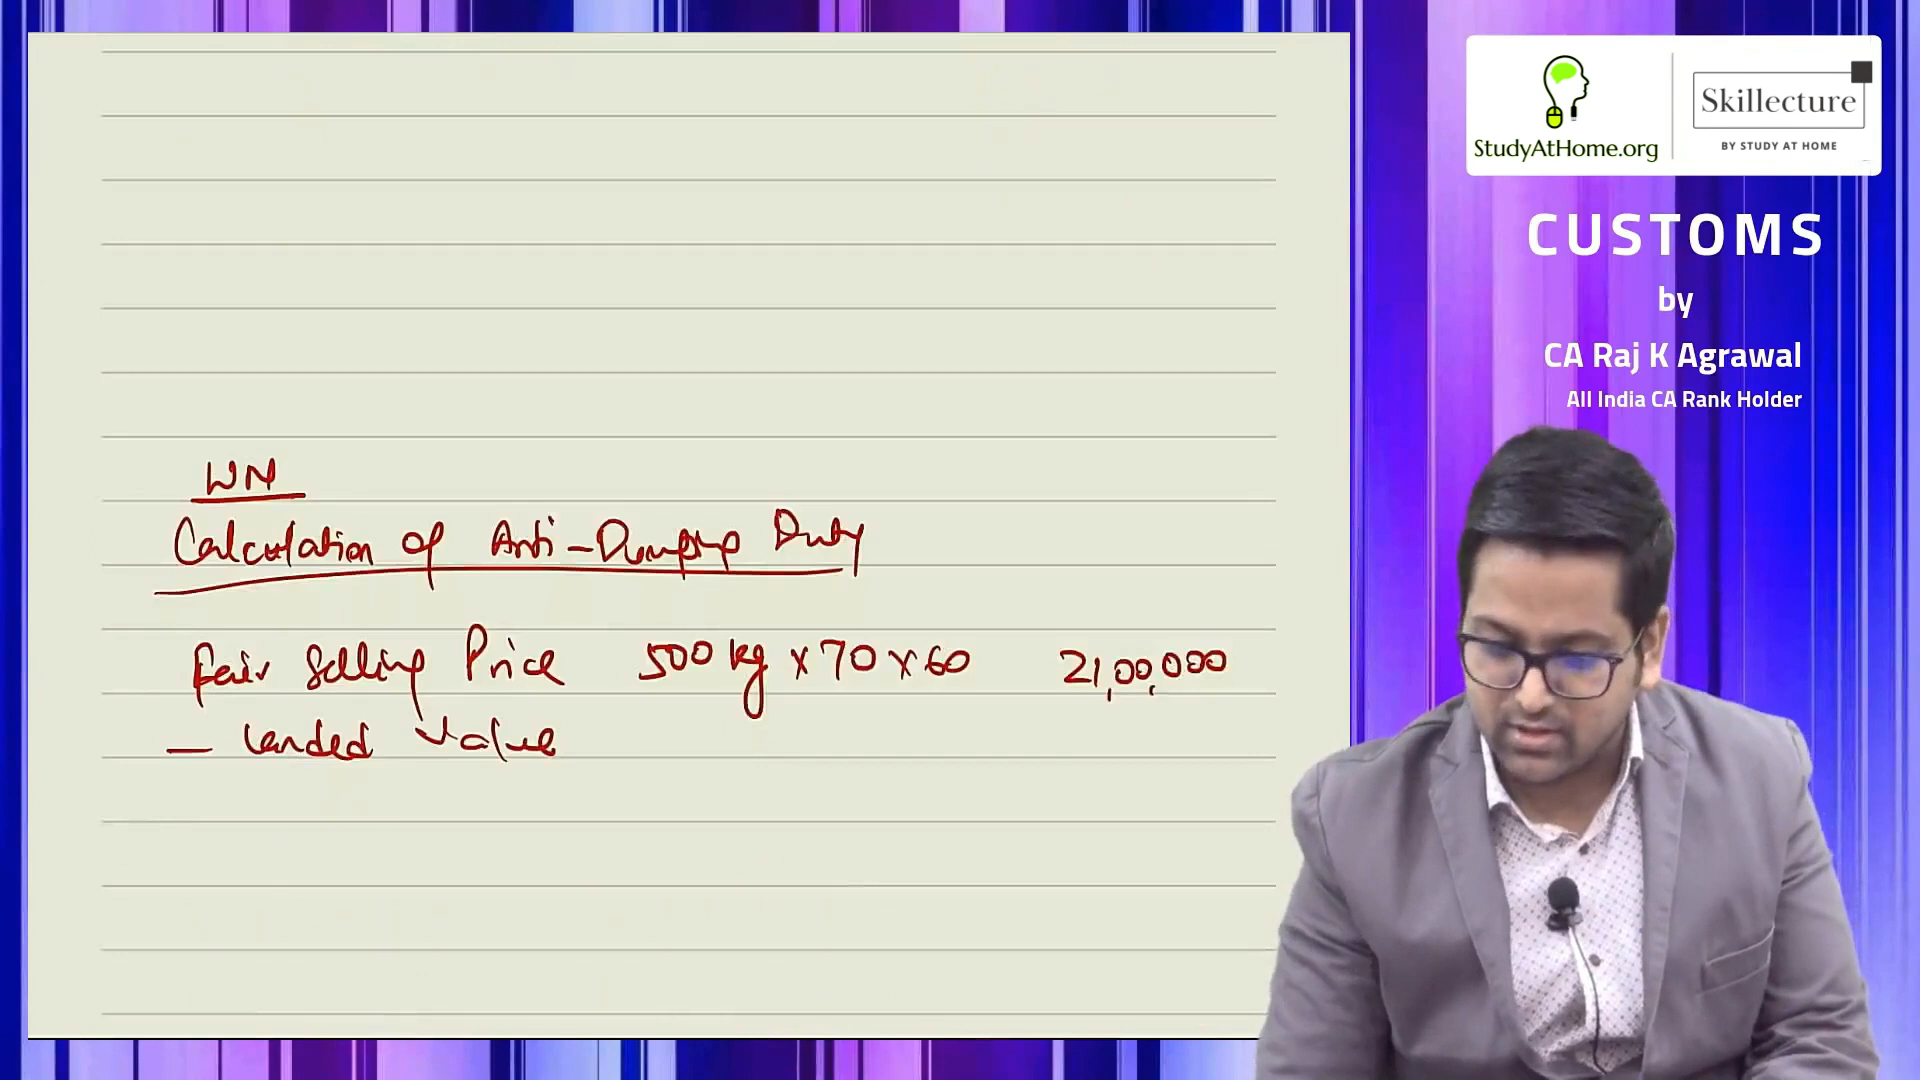 WN
Calculation of Anti-Dumping Duty
Fair Selling Price 500 kg x 70 x 60 21,00,000
— Landed Value
StudyAtHome.org
Skillecture
BY STUDY AT HOME
CUSTOMS
by
CA Raj K Agrawal
All India CA Rank Holder